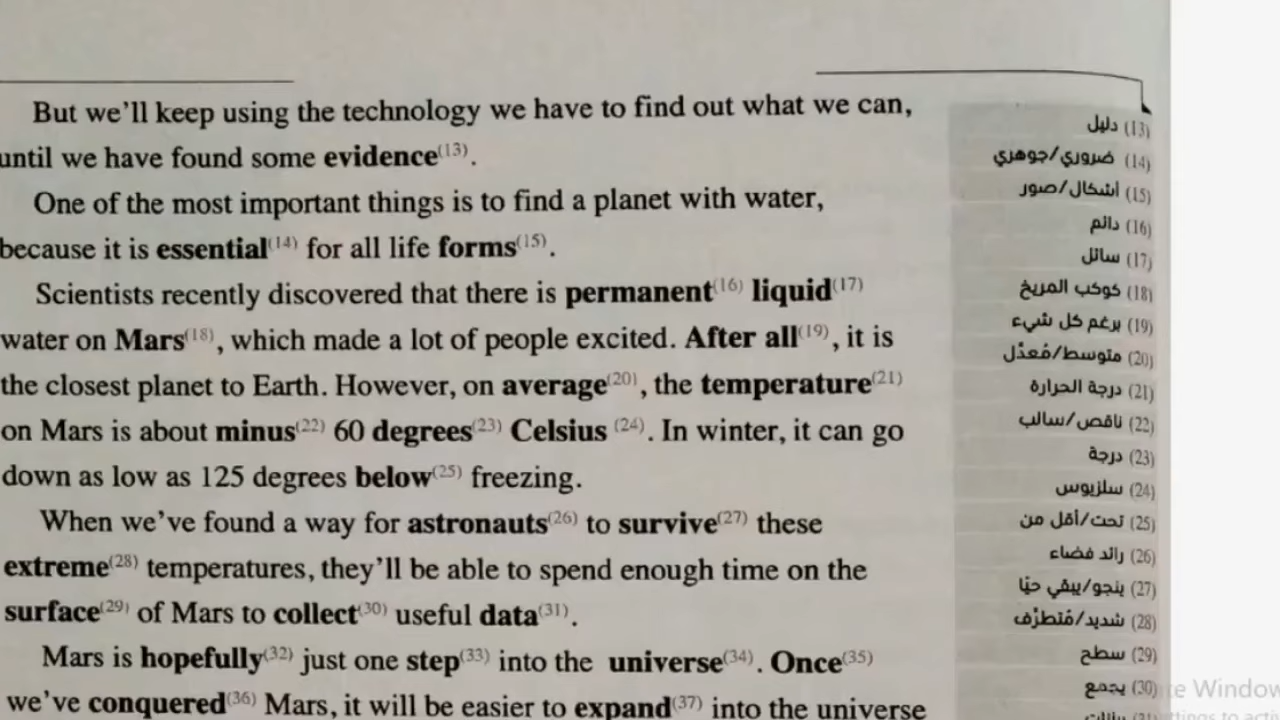 But we'll keep using the technology we have to find out what we can,
until we have found some evidence(13).
One of the most important things is to find a planet with water,
because it is essential(14) for all life forms(15).
Scientists recently discovered that there is permanent(16) liquid(17)
water on Mars(18), which made a lot of people excited. After all(19), it is
the closest planet to Earth. However, on average(20), the temperature(21)
on Mars is about minus(22) 60 degrees(23) Celsius (24). In winter, it can go
down as low as 125 degrees below(25) freezing.
When we've found a way for astronauts(26) to survive(27) these
extreme(28) temperatures, they'll be able to spend enough time on the
surface(29) of Mars to collect(30) useful data(31).
Mars is hopefully(32) just one step(33) into the universe(34). Once(35)
we've conquered(36) Mars, it will be easier to expand(37) into the universe
(13) دليل
(14) ضروري/جوهري
(15) أشكال/صور
(16) دائم
(17) سائل
(18) كوكب المريخ
(19) برغم كل شيء
(20) متوسط/مُعدَّل
(21) درجة الحرارة
(22) ناقص/سالب
(23) درجة
(24) سلزيوس
(25) تحت/أقل من
(26) رائد فضاء
(27) ينجو/يبقي حيًا
(28) شديد/مُتطرِّف
(29) سطح
(30) يجمع
Window